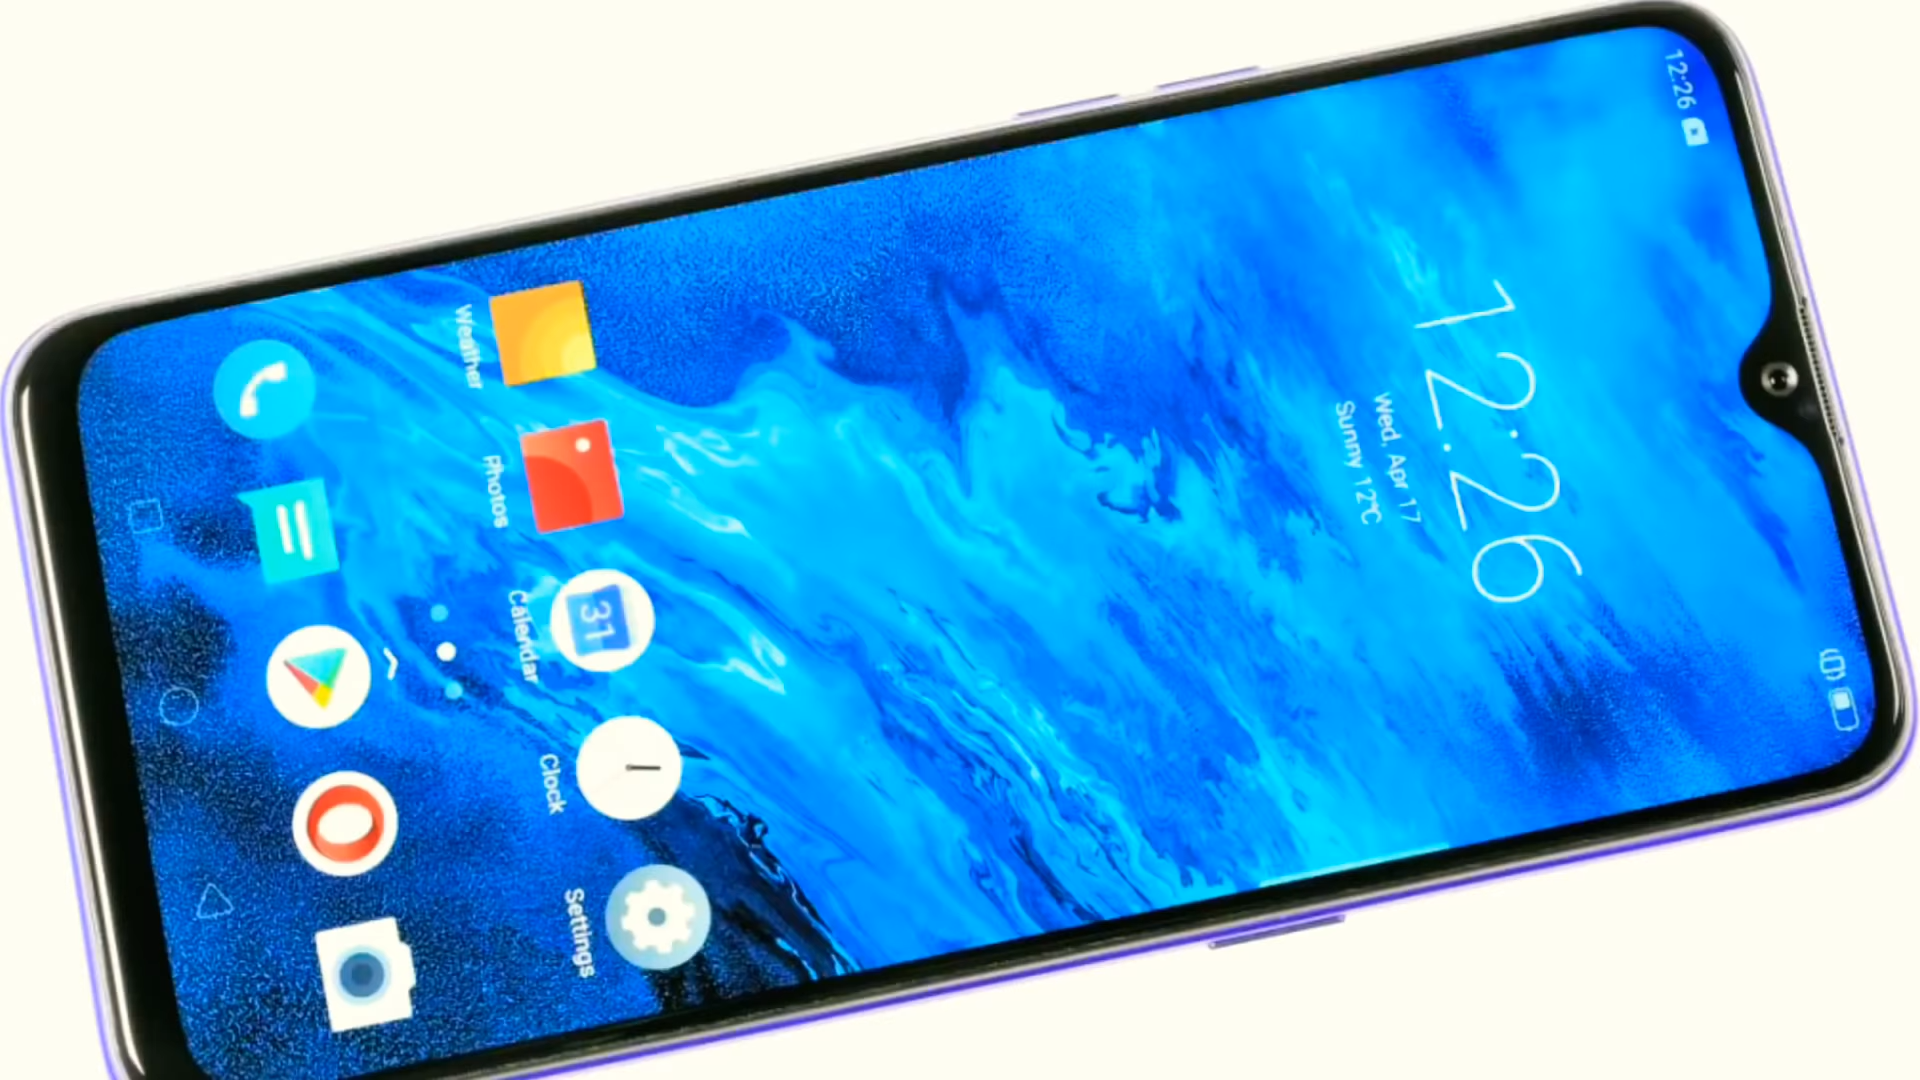 12:26
12:26
Wed, Apr 17
Sunny 12°C
Weather
Photos
Calendar
31
Clock
Settings